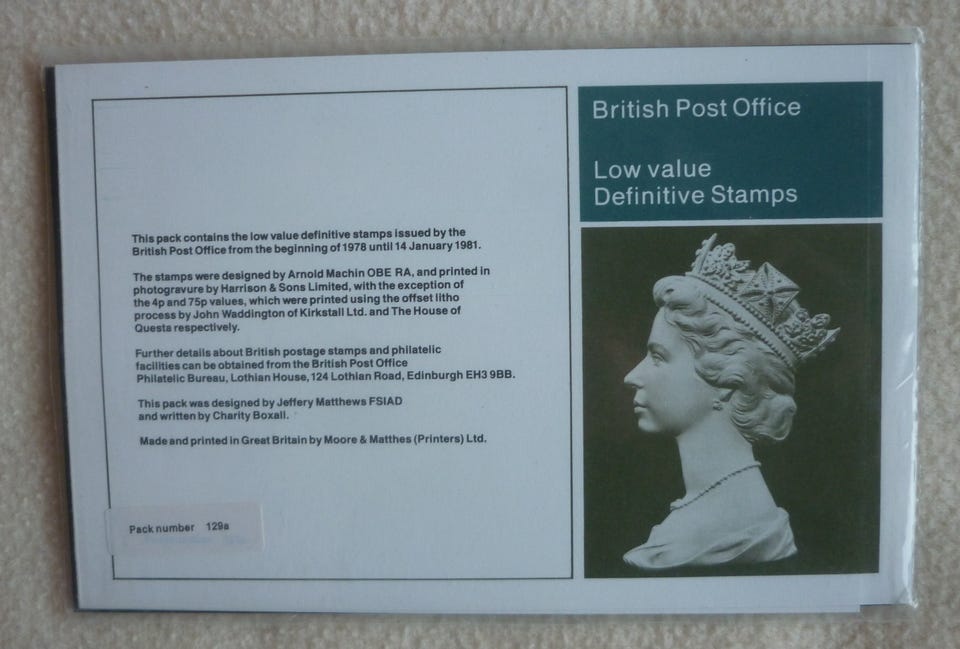 British Post Office
Low value
Definitive Stamps
This pack contains the low value definitive stamps issued by the
British Post Office from the beginning of 1978 until 14 January 1981.
The stamps were designed by Arnold Machin OBE RA, and printed in
photogravure by Harrison & Sons Limited, with the exception of
the 4p and 75p values, which were printed using the offset litho
process by John Waddington of Kirkstall Ltd. and The House of
Questa respectively.
Further details about British postage stamps and philatelic
facilities can be obtained from the British Post Office
Philatelic Bureau, Lothian House, 124 Lothian Road, Edinburgh EH3 9BB.
This pack was designed by Jeffery Matthews FSIAD
and written by Charity Boxall.
Made and printed in Great Britain by Moore & Matthes (Printers) Ltd.
Pack number 129a